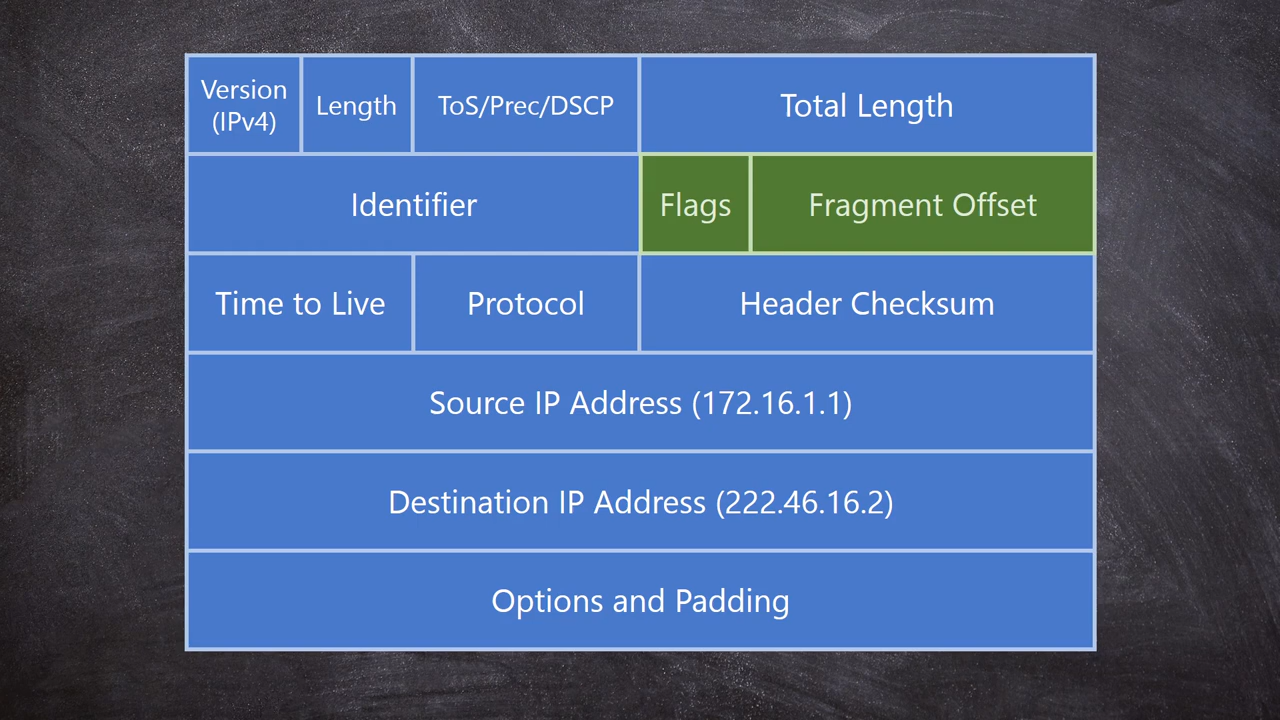 Version
(IPv4)
Length
ToS/Prec/DSCP
Total Length
Identifier
Flags
Fragment Offset
Time to Live
Protocol
Header Checksum
Source IP Address (172.16.1.1)
Destination IP Address (222.46.16.2)
Options and Padding